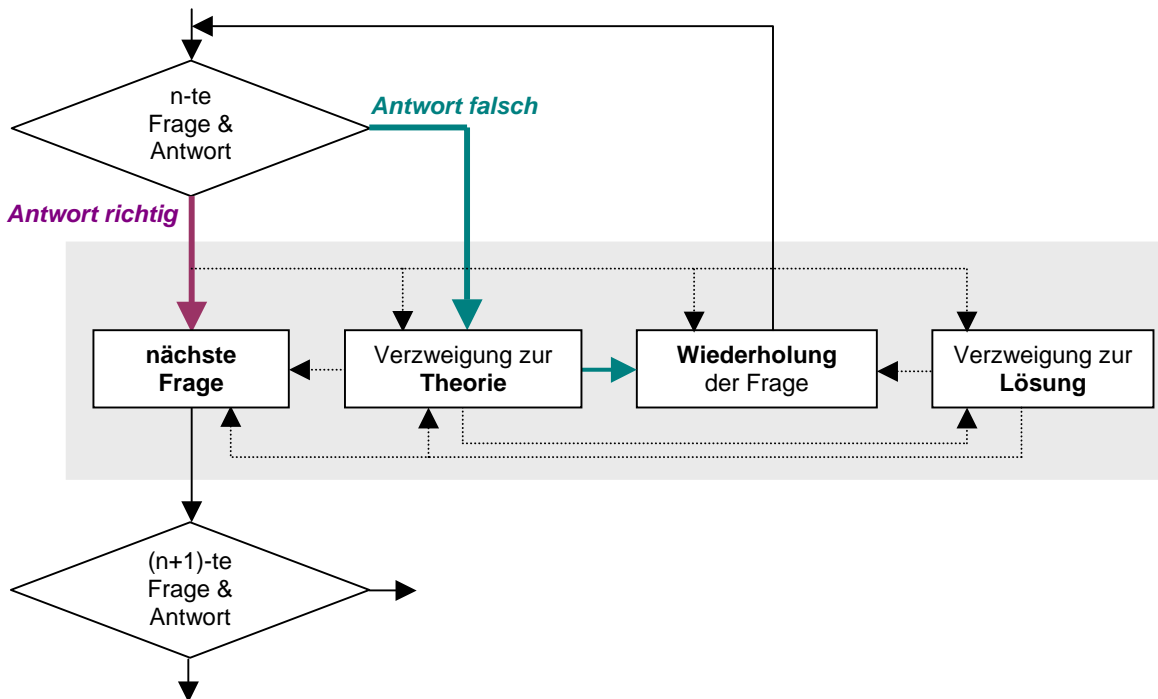 n-te
Frage &
Antwort
Antwort falsch
Antwort richtig
nächste
Frage
Verzweigung zur
Theorie
Wiederholung
der Frage
Verzweigung zur
Lösung
(n+1)-te
Frage &
Antwort